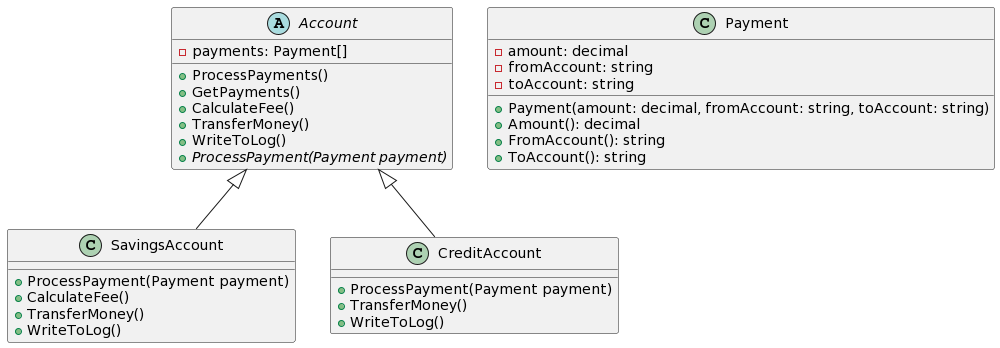 A Account
payments: Payment[]
ProcessPayments()
GetPayments()
CalculateFee()
TransferMoney()
WriteToLog()
ProcessPayment(Payment payment)
C Payment
amount: decimal
fromAccount: string
toAccount: string
Payment(amount: decimal, fromAccount: string, toAccount: string)
Amount(): decimal
FromAccount(): string
ToAccount(): string
C SavingsAccount
ProcessPayment(Payment payment)
CalculateFee()
TransferMoney()
WriteToLog()
C CreditAccount
ProcessPayment(Payment payment)
TransferMoney()
WriteToLog()